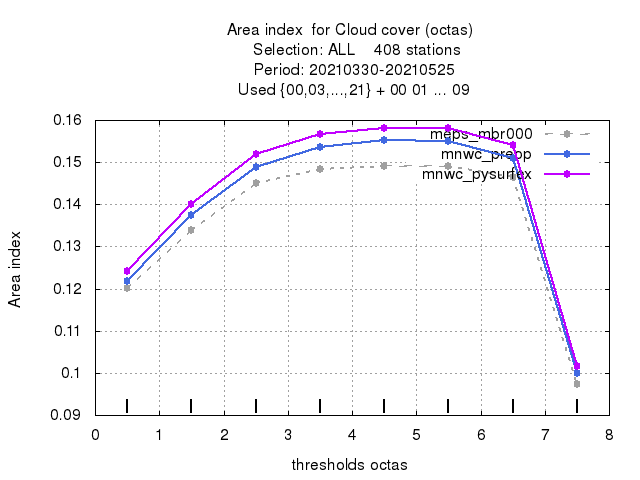 Area index  for Cloud cover (octas)
Selection: ALL    408 stations
Period: 20210330-20210525
Used {00,03,...,21} + 00 01 ... 09
0.16
meps_mbr000
mnwc_prepp
0.15
mnwc_pysurfex
0.14
0.13
Area index
0.12
0.11
0.1
0.09
0 1 2 3 4 5 6 7 8
thresholds octas